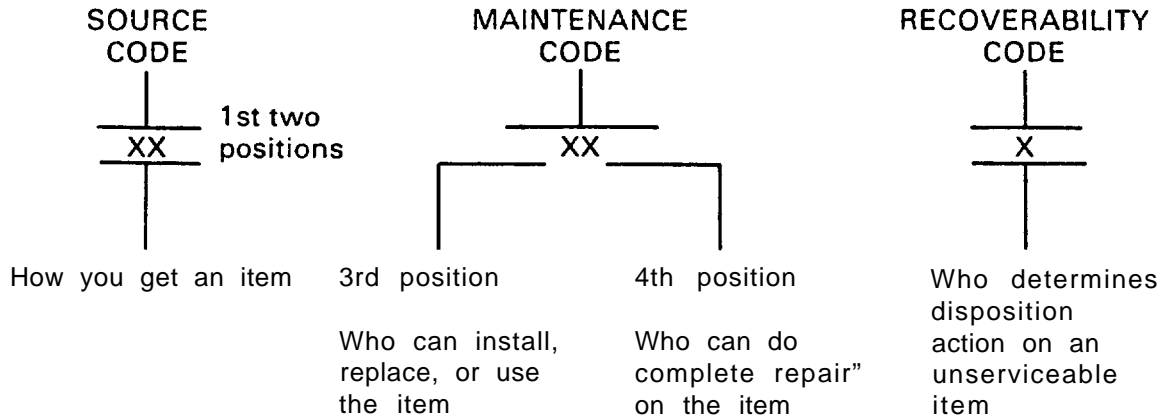 SOURCE
CODE
MAINTENANCE
CODE
RECOVERABILITY
CODE
XX
1st two
positions
XX
X
How you get an item
3rd position
Who can install,
replace, or use
the item
4th position
Who can do
complete repair”
on the item
Who determines
disposition
action on an
unserviceable
item